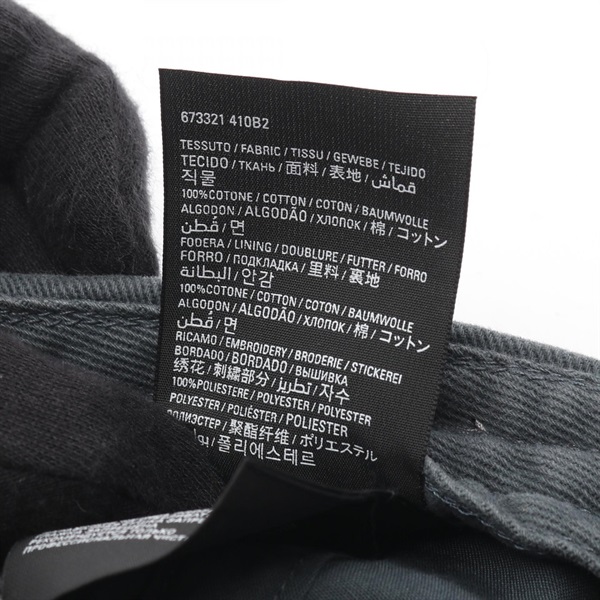 673321 410B2
TESSUTO / FABRIC / TISSU / GEWEBE / TEJIDO
TECIDO / ТКАНЬ / 面料 / 表地 / قماش /
직물
100%COTONE / COTTON / COTON / BAUMWOLLE
ALGODON / ALGODÃO / ХЛОПОК / 棉 / コットン
/ قُطن / 면
FODERA / LINING / DOUBLURE / FUTTER / FORRO
FORRO / ПОДКЛАДКА / 里料 / 裏地
/ البطانة / 안감
100%COTONE / COTTON / COTON / BAUMWOLLE
ALGODON / ALGODÃO / ХЛОПОК / 棉 / コットン
/ قُطن / 면
RICAMO / EMBROIDERY / BRODERIE / STICKEREI
BORDADO / BORDADO / ВЫШИВКА
绣花 / 刺繍部分 / تطريز / 자수
100%POLIESTERE / POLYESTER / POLYESTER
POLYESTER / POLIÉSTER / POLIESTER
ПОЛИЭСТЕР / 聚酯纤维 / ポリエステル
/ 폴리에스테르